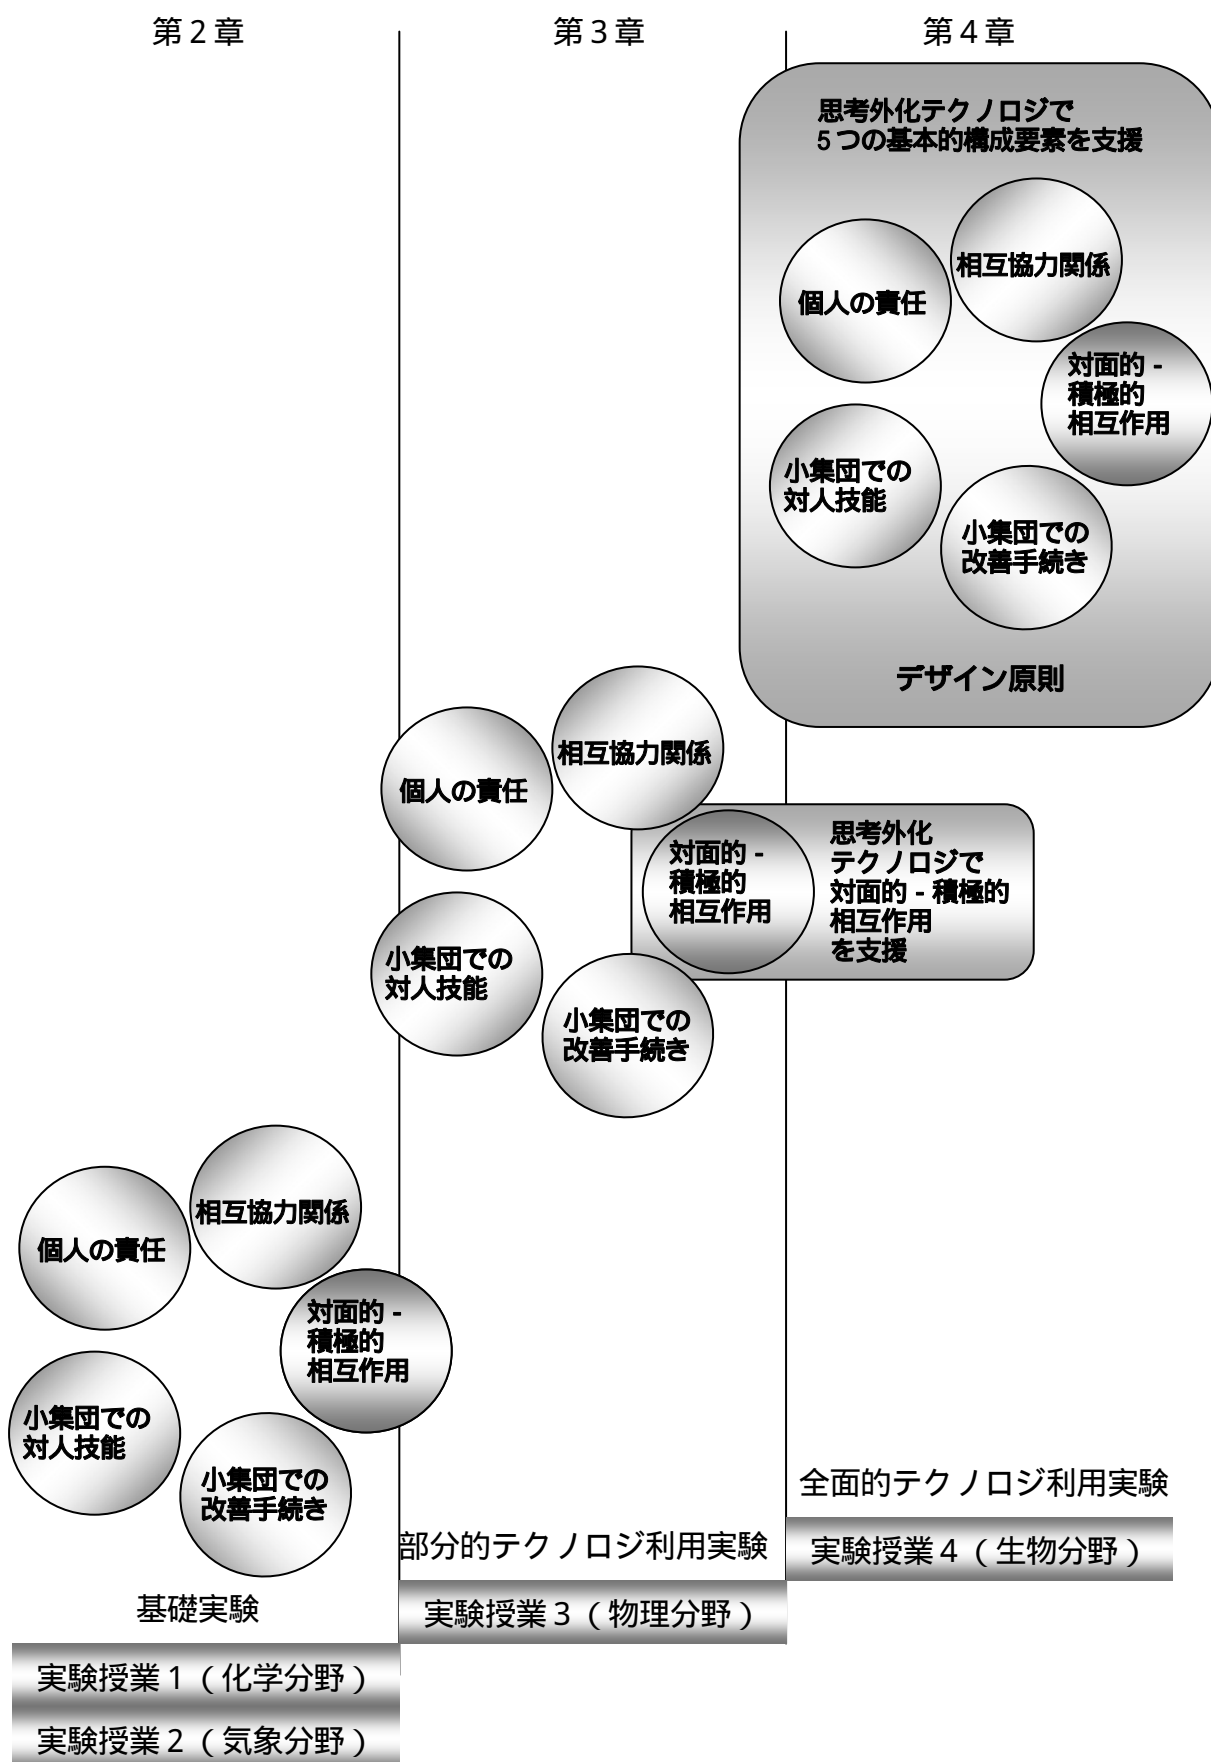 第2章
第3章
第4章
思考外化テクノロジで
5つの基本的構成要素を支援
相互協力関係
個人の責任
対面的-
積極的
相互作用
小集団での
対人技能
小集団での
改善手続き
デザイン原則
相互協力関係
個人の責任
対面的-
積極的
相互作用
思考外化
テクノロジで
対面的-積極的
相互作用
を支援
小集団での
対人技能
小集団での
改善手続き
相互協力関係
個人の責任
対面的-
積極的
相互作用
小集団での
対人技能
小集団での
改善手続き
全面的テクノロジ利用実験
実験授業4(生物分野)
部分的テクノロジ利用実験
実験授業3(物理分野)
基礎実験
実験授業1(化学分野)
実験授業2(気象分野)